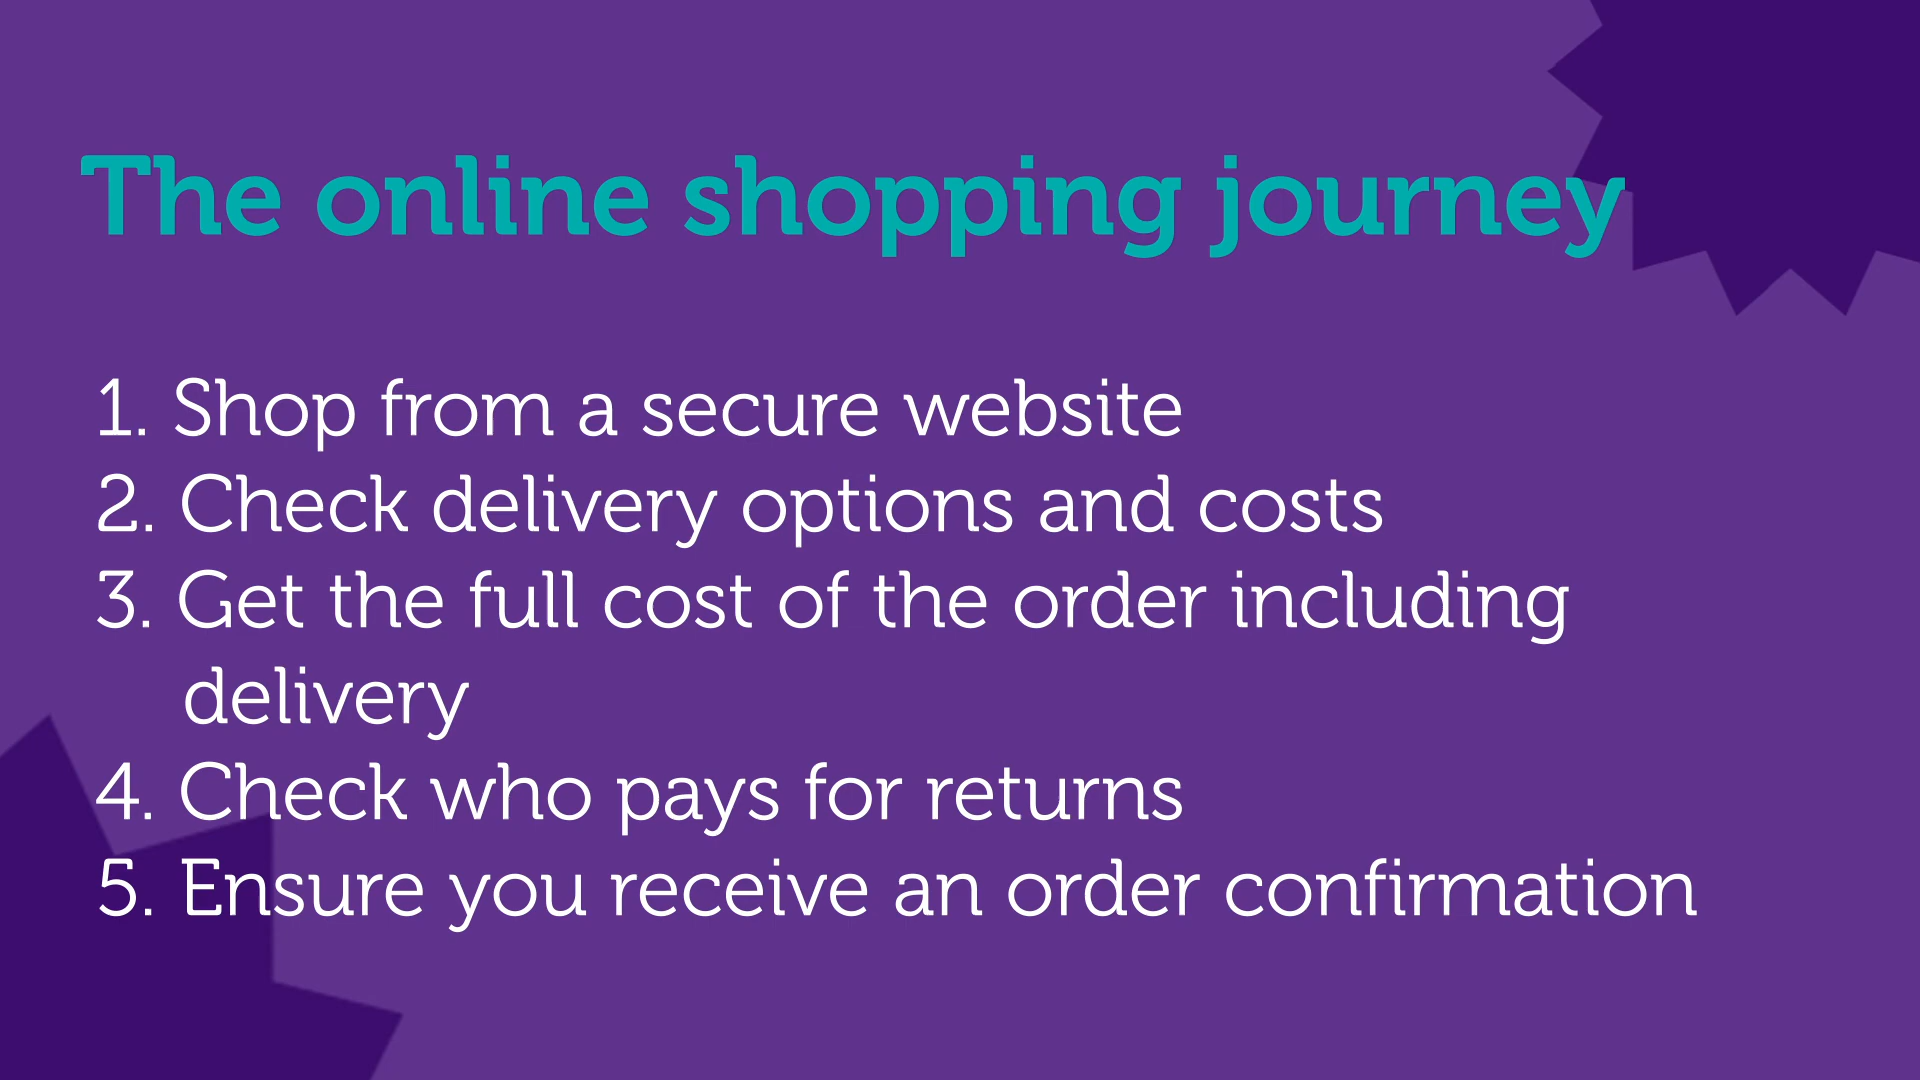 The online shopping journey
1. Shop from a secure website
2. Check delivery options and costs
3. Get the full cost of the order including
delivery
4. Check who pays for returns
5. Ensure you receive an order confirmation